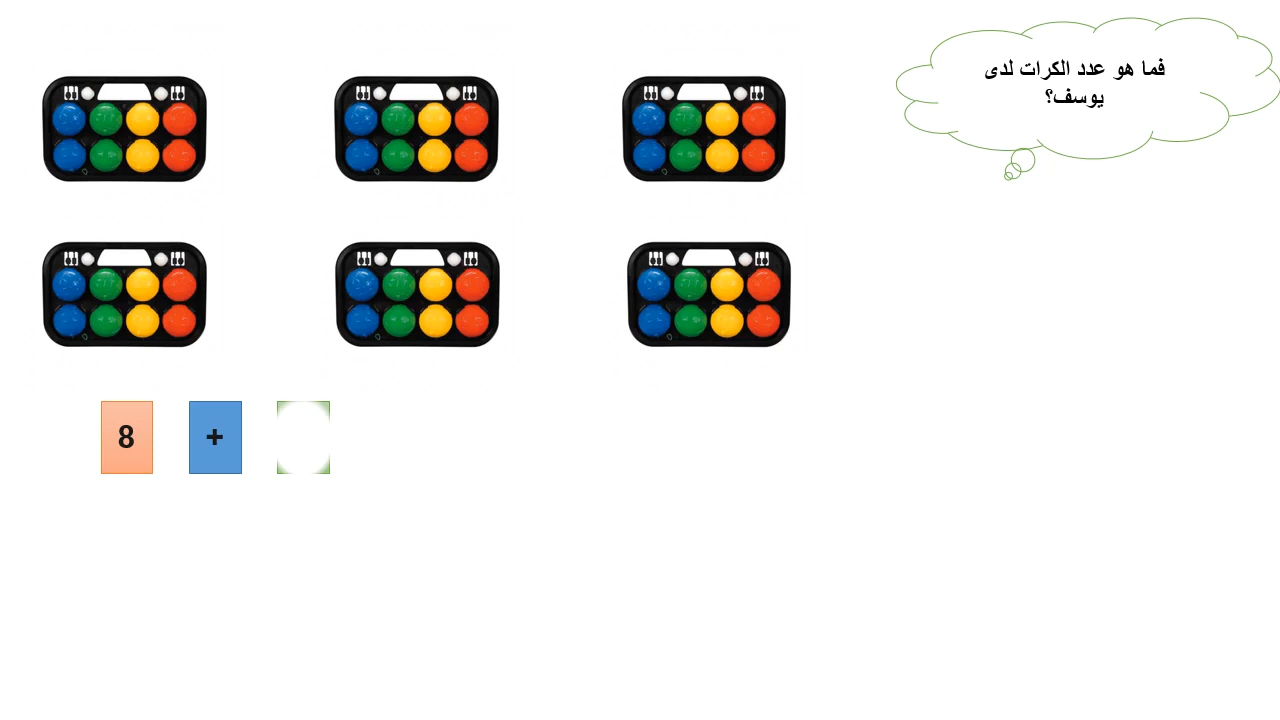 فما هو عدد الكرات لدى
يوسف؟
8 +